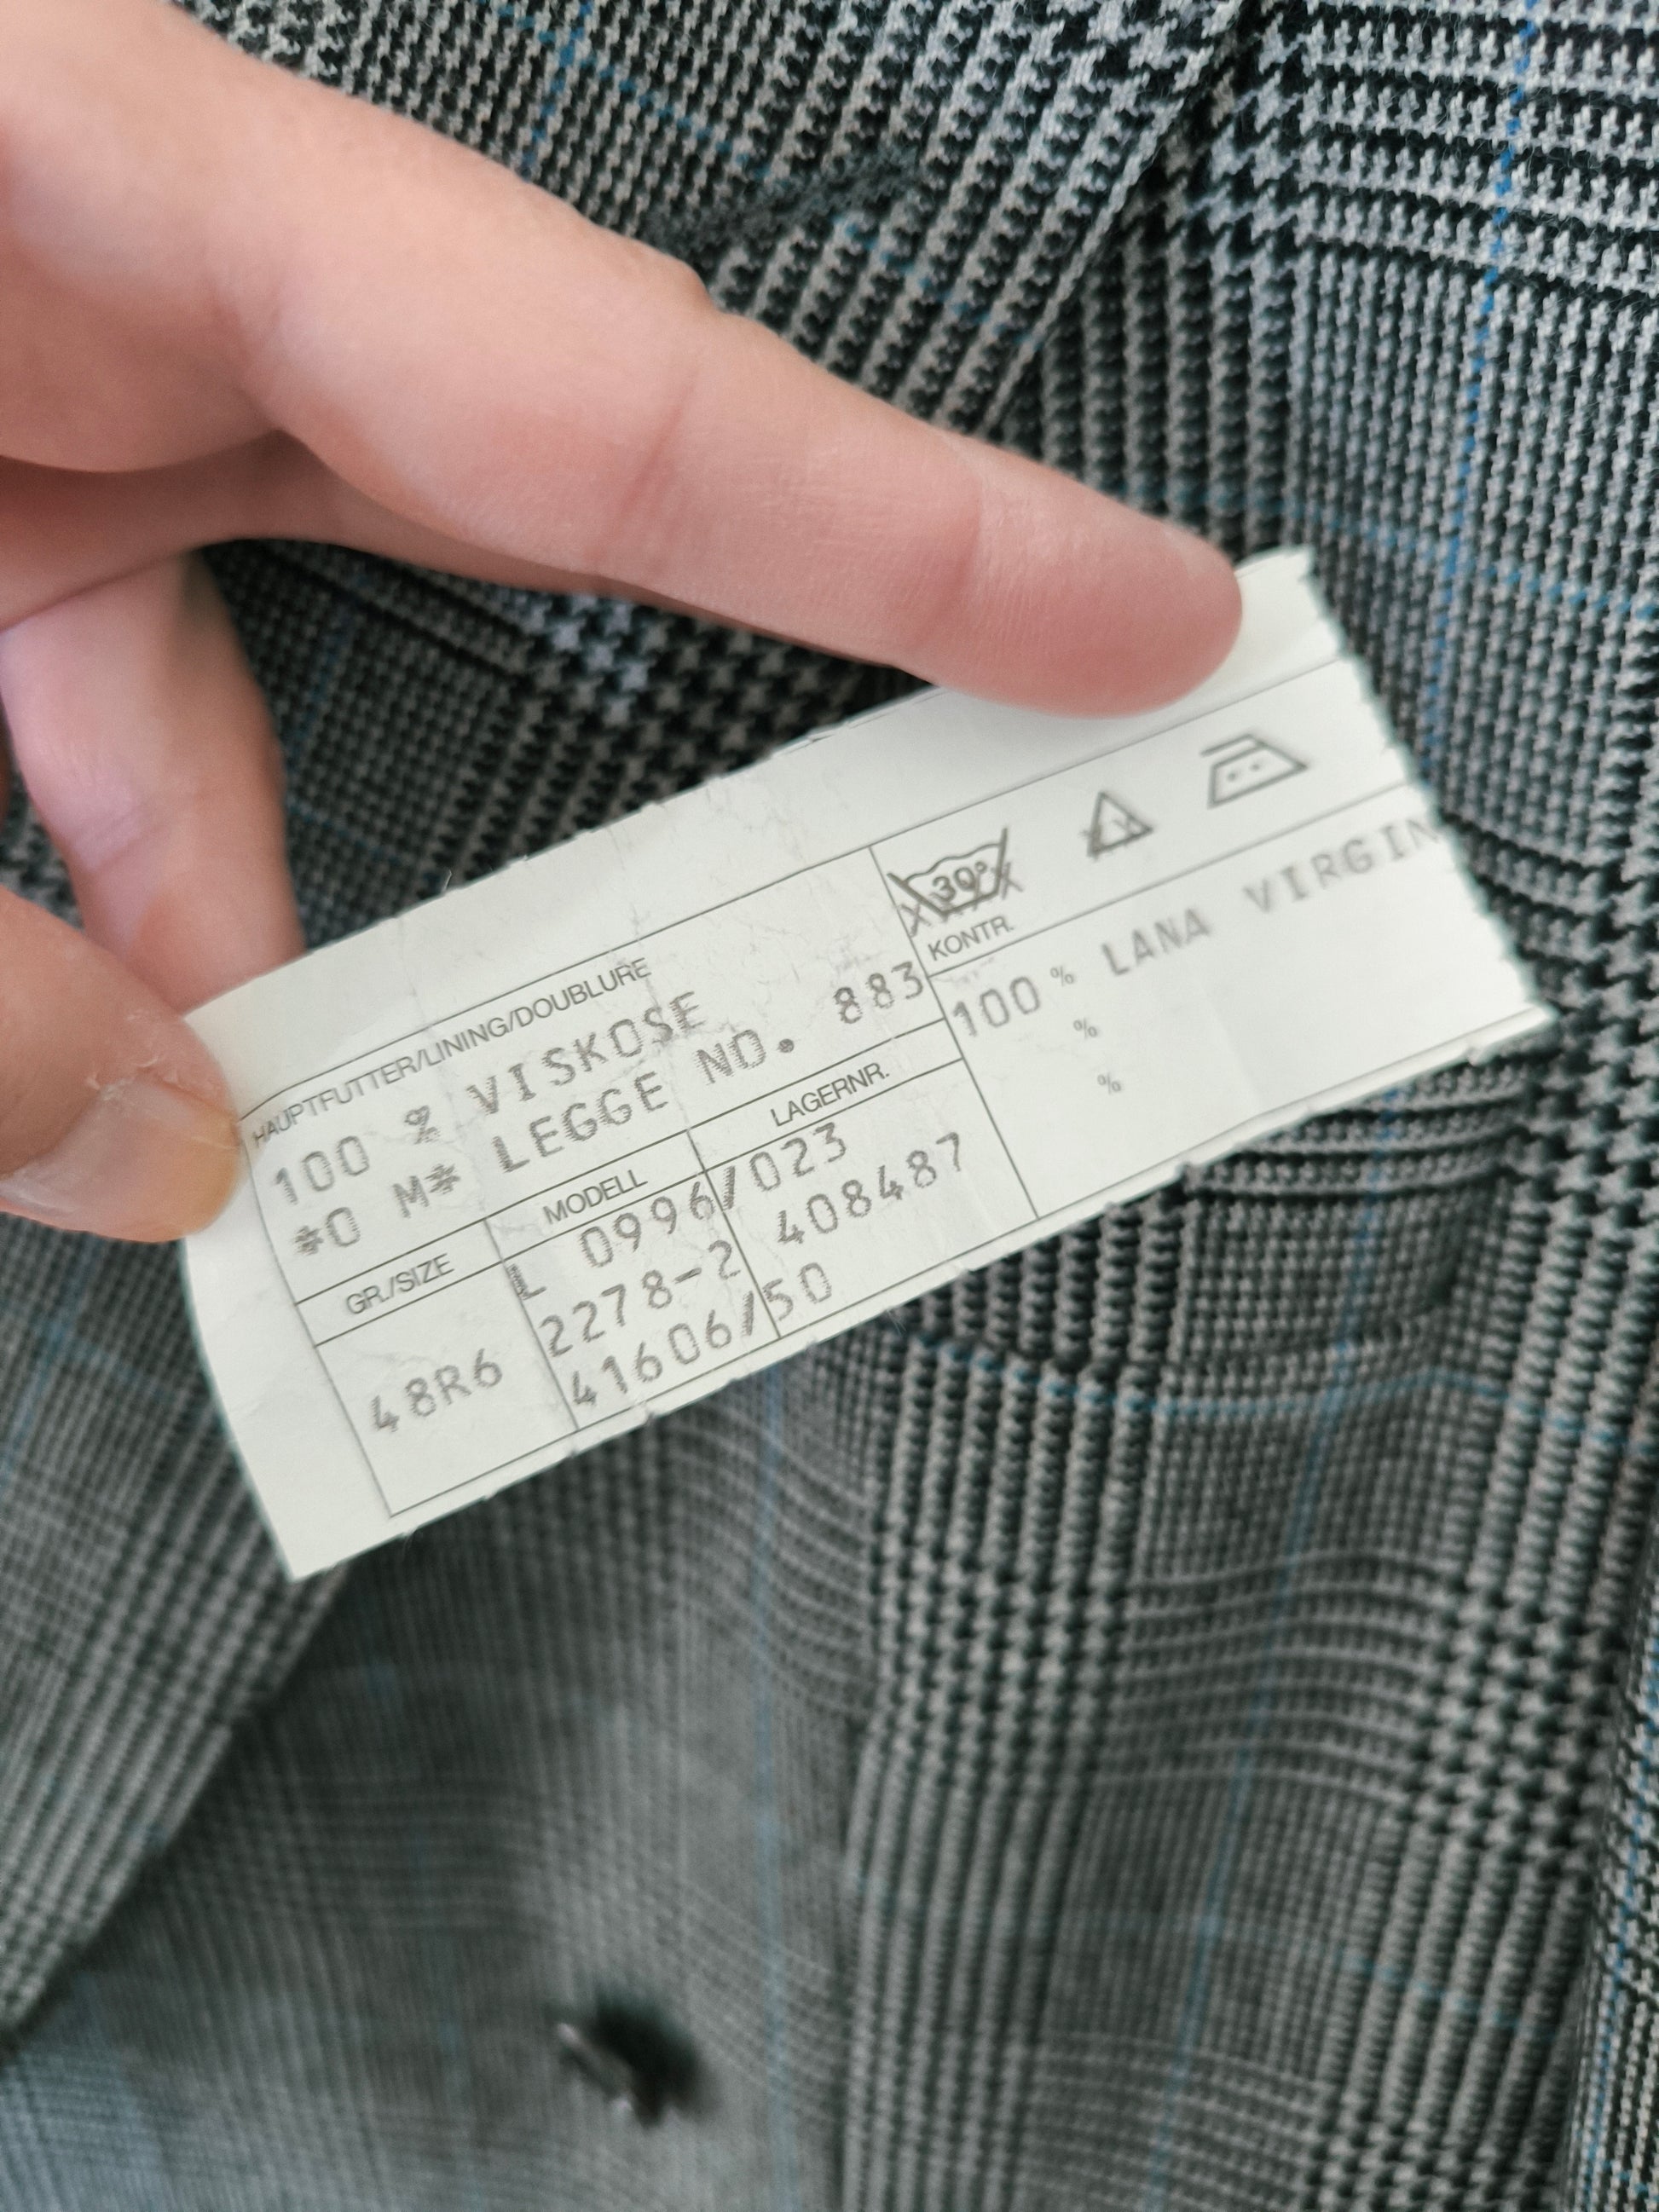 HAUPTFUTTER/LINING/DOUBLURE
100 % VISKOSE
*0 M* LEGGE NO. 883
GR./SIZE MODELL LAGERNR.
48R6
L 0996/023
2278-2 408487
41606/50
30°
XXXX
KONTR.
100 % LANA VIRGIN
%
%